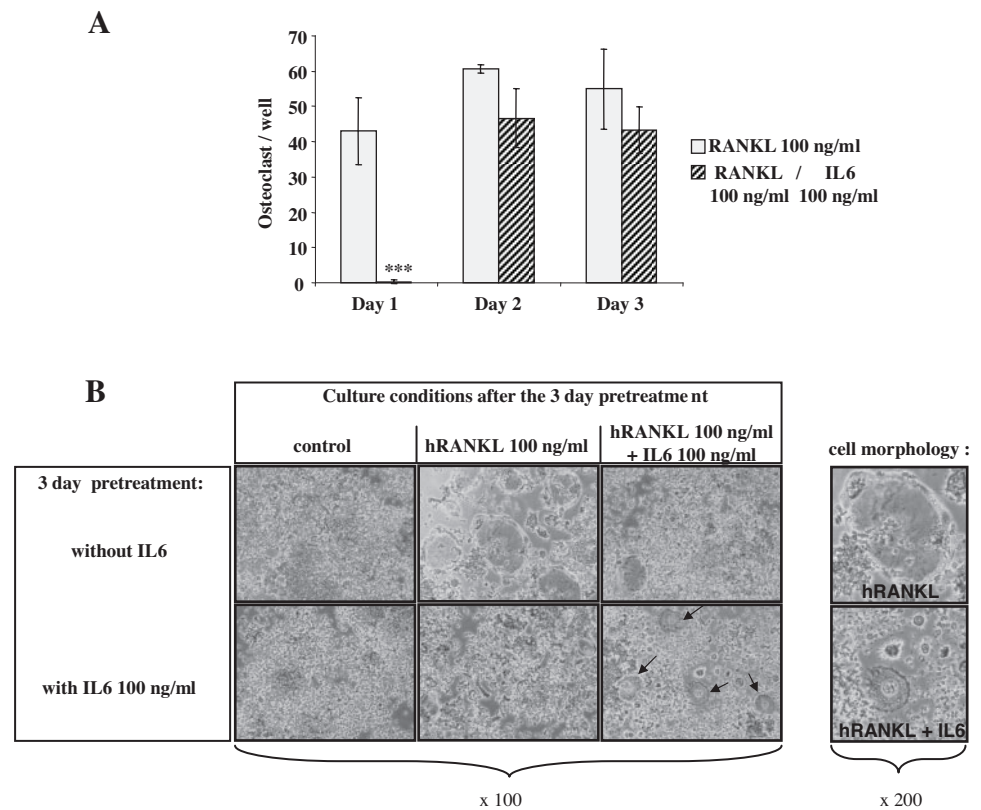 A
70
60
50
40
30
20
10
0
Osteoclast / well
***
Day 1
Day 2
Day 3
RANKL 100 ng/ml
RANKL / IL6
100 ng/ml 100 ng/ml
B
Culture conditions after the 3 day pretreatment
control
hRANKL 100 ng/ml
hRANKL 100 ng/ml
+ IL6 100 ng/ml
cell morphology :
3 day pretreatment:
without IL6
hRANKL
with IL6 100 ng/ml
hRANKL + IL6
x 100
x 200